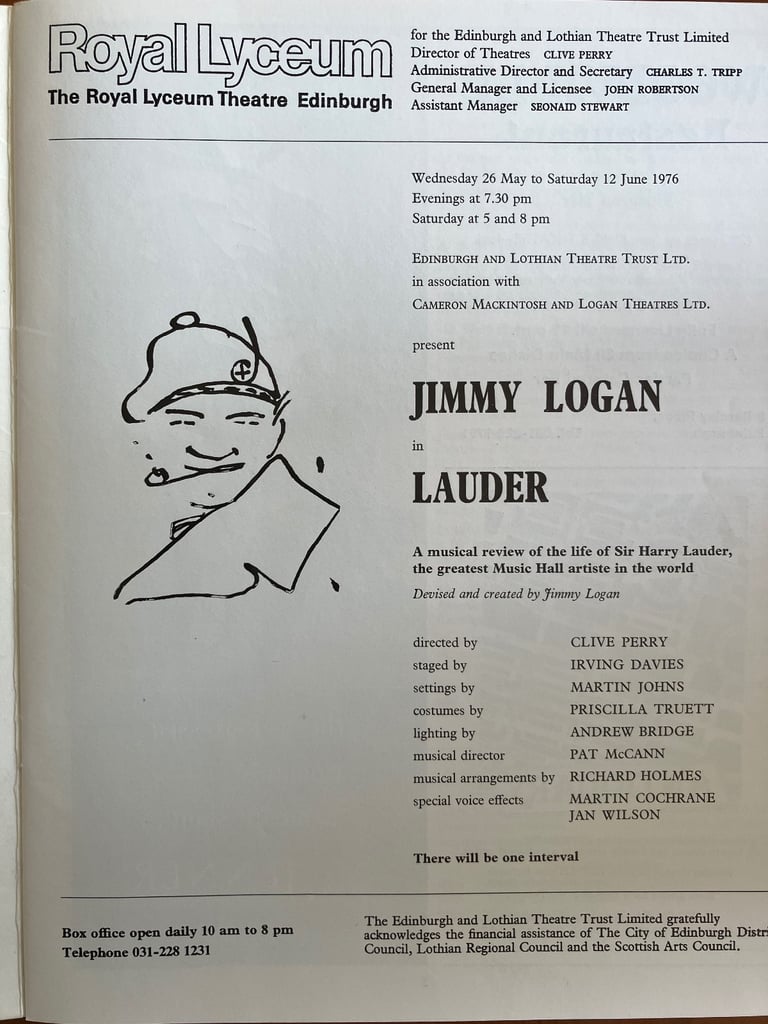 Royal Lyceum
The Royal Lyceum Theatre Edinburgh
for the Edinburgh and Lothian Theatre Trust Limited
Director of Theatres CLIVE PERRY
Administrative Director and Secretary CHARLES T. TRIPP
General Manager and Licensee JOHN ROBERTSON
Assistant Manager SEONAID STEWART
Wednesday 26 May to Saturday 12 June 1976
Evenings at 7.30 pm
Saturday at 5 and 8 pm
EDINBURGH AND LOTHIAN THEATRE TRUST LTD.
in association with
CAMERON MACKINTOSH AND LOGAN THEATRES LTD.
present
JIMMY LOGAN
in
LAUDER
A musical review of the life of Sir Harry Lauder,
the greatest Music Hall artiste in the world
Devised and created by Jimmy Logan
directed by CLIVE PERRY
staged by IRVING DAVIES
settings by MARTIN JOHNS
costumes by PRISCILLA TRUETT
lighting by ANDREW BRIDGE
musical director PAT McCANN
musical arrangements by RICHARD HOLMES
special voice effects MARTIN COCHRANE
JAN WILSON
There will be one interval
Box office open daily 10 am to 8 pm
Telephone 031-228 1231
The Edinburgh and Lothian Theatre Trust Limited gratefully
acknowledges the financial assistance of The City of Edinburgh Distri
Council, Lothian Regional Council and the Scottish Arts Council.